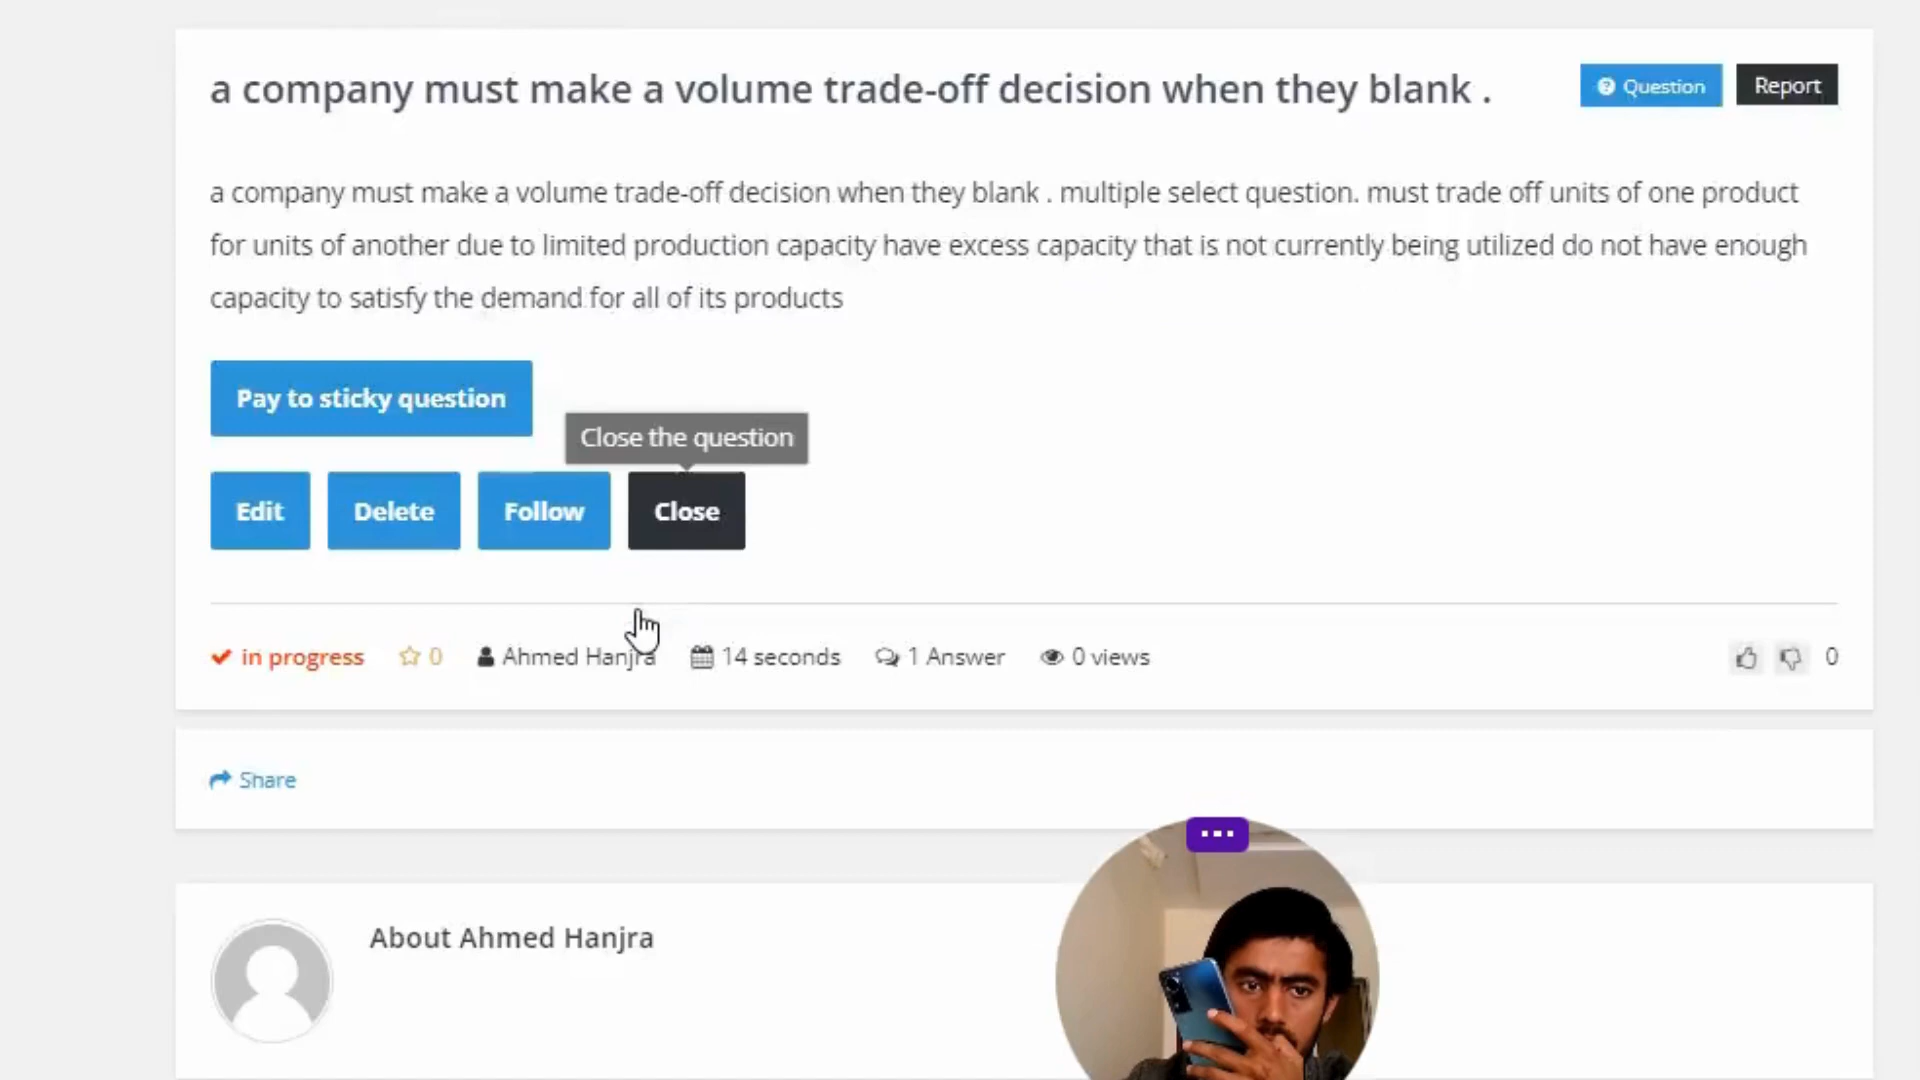 a company must make a volume trade-off decision when they blank .
Question
Report
a company must make a volume trade-off decision when they blank . multiple select question. must trade off units of one product
for units of another due to limited production capacity have excess capacity that is not currently being utilized do not have enough
capacity to satisfy the demand for all of its products
Pay to sticky question
Close the question
Edit
Delete
Follow
Close
in progress
0
Ahmed Hanjra
14 seconds
1 Answer
0 views
0
Share
About Ahmed Hanjra